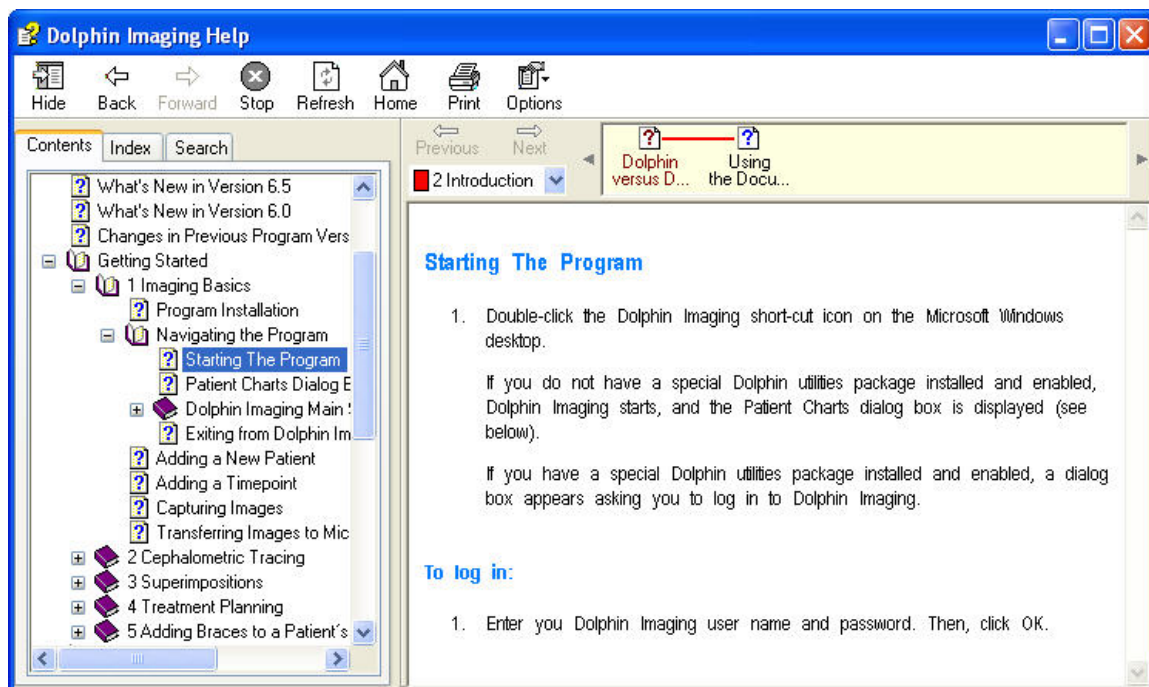 Dolphin Imaging Help
Hide Back Forward Stop Refresh Home Print Options
Contents Index Search
What's New in Version 6.5
What's New in Version 6.0
Changes in Previous Program Vers
Getting Started
1 Imaging Basics
Program Installation
Navigating the Program
Starting The Program
Patient Charts Dialog E
Dolphin Imaging Main
Exiting from Dolphin Im
Adding a New Patient
Adding a Timepoint
Capturing Images
Transferring Images to Mic
2 Cephalometric Tracing
3 Superimpositions
4 Treatment Planning
5 Adding Braces to a Patient's
Previous Next
2 Introduction
Dolphin
versus D...
Using
the Docu...
Starting The Program
1. Double-click the Dolphin Imaging short-cut icon on the Microsoft Windows
desktop.
If you do not have a special Dolphin utilities package installed and enabled,
Dolphin Imaging starts, and the Patient Charts dialog box is displayed (see
below).
If you have a special Dolphin utilities package installed and enabled, a dialog
box appears asking you to log in to Dolphin Imaging.
To log in:
1. Enter you Dolphin Imaging user name and password. Then, click OK.